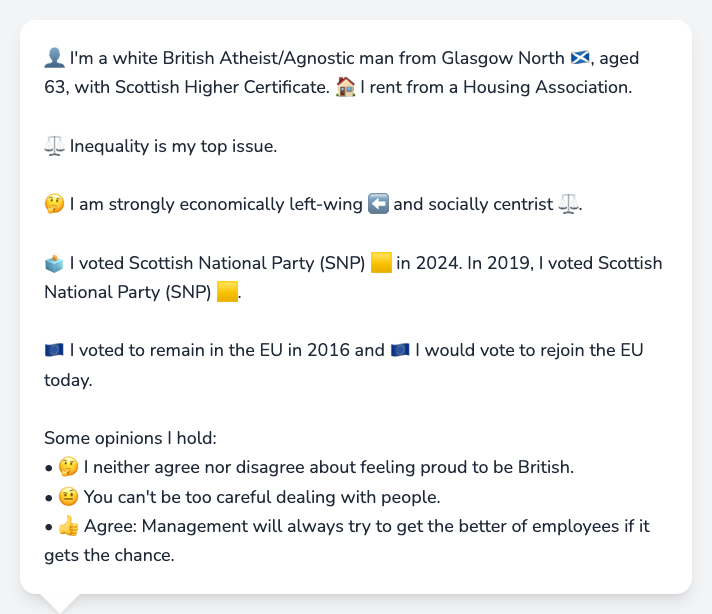 👤 I'm a white British Atheist/Agnostic man from Glasgow North 🏴󠁧󠁢󠁳󠁣󠁴󠁿, aged
63, with Scottish Higher Certificate. 🏠 I rent from a Housing Association.
⚖️ Inequality is my top issue.
🤔 I am strongly economically left-wing ⬅️ and socially centrist ⚖️.
🗳️ I voted Scottish National Party (SNP) 🟨 in 2024. In 2019, I voted Scottish
National Party (SNP) 🟨.
🇪🇺 I voted to remain in the EU in 2016 and 🇪🇺 I would vote to rejoin the EU
today.
Some opinions I hold:
• 🤔 I neither agree nor disagree about feeling proud to be British.
• 🤨 You can't be too careful dealing with people.
• 👍 Agree: Management will always try to get the better of employees if it
gets the chance.